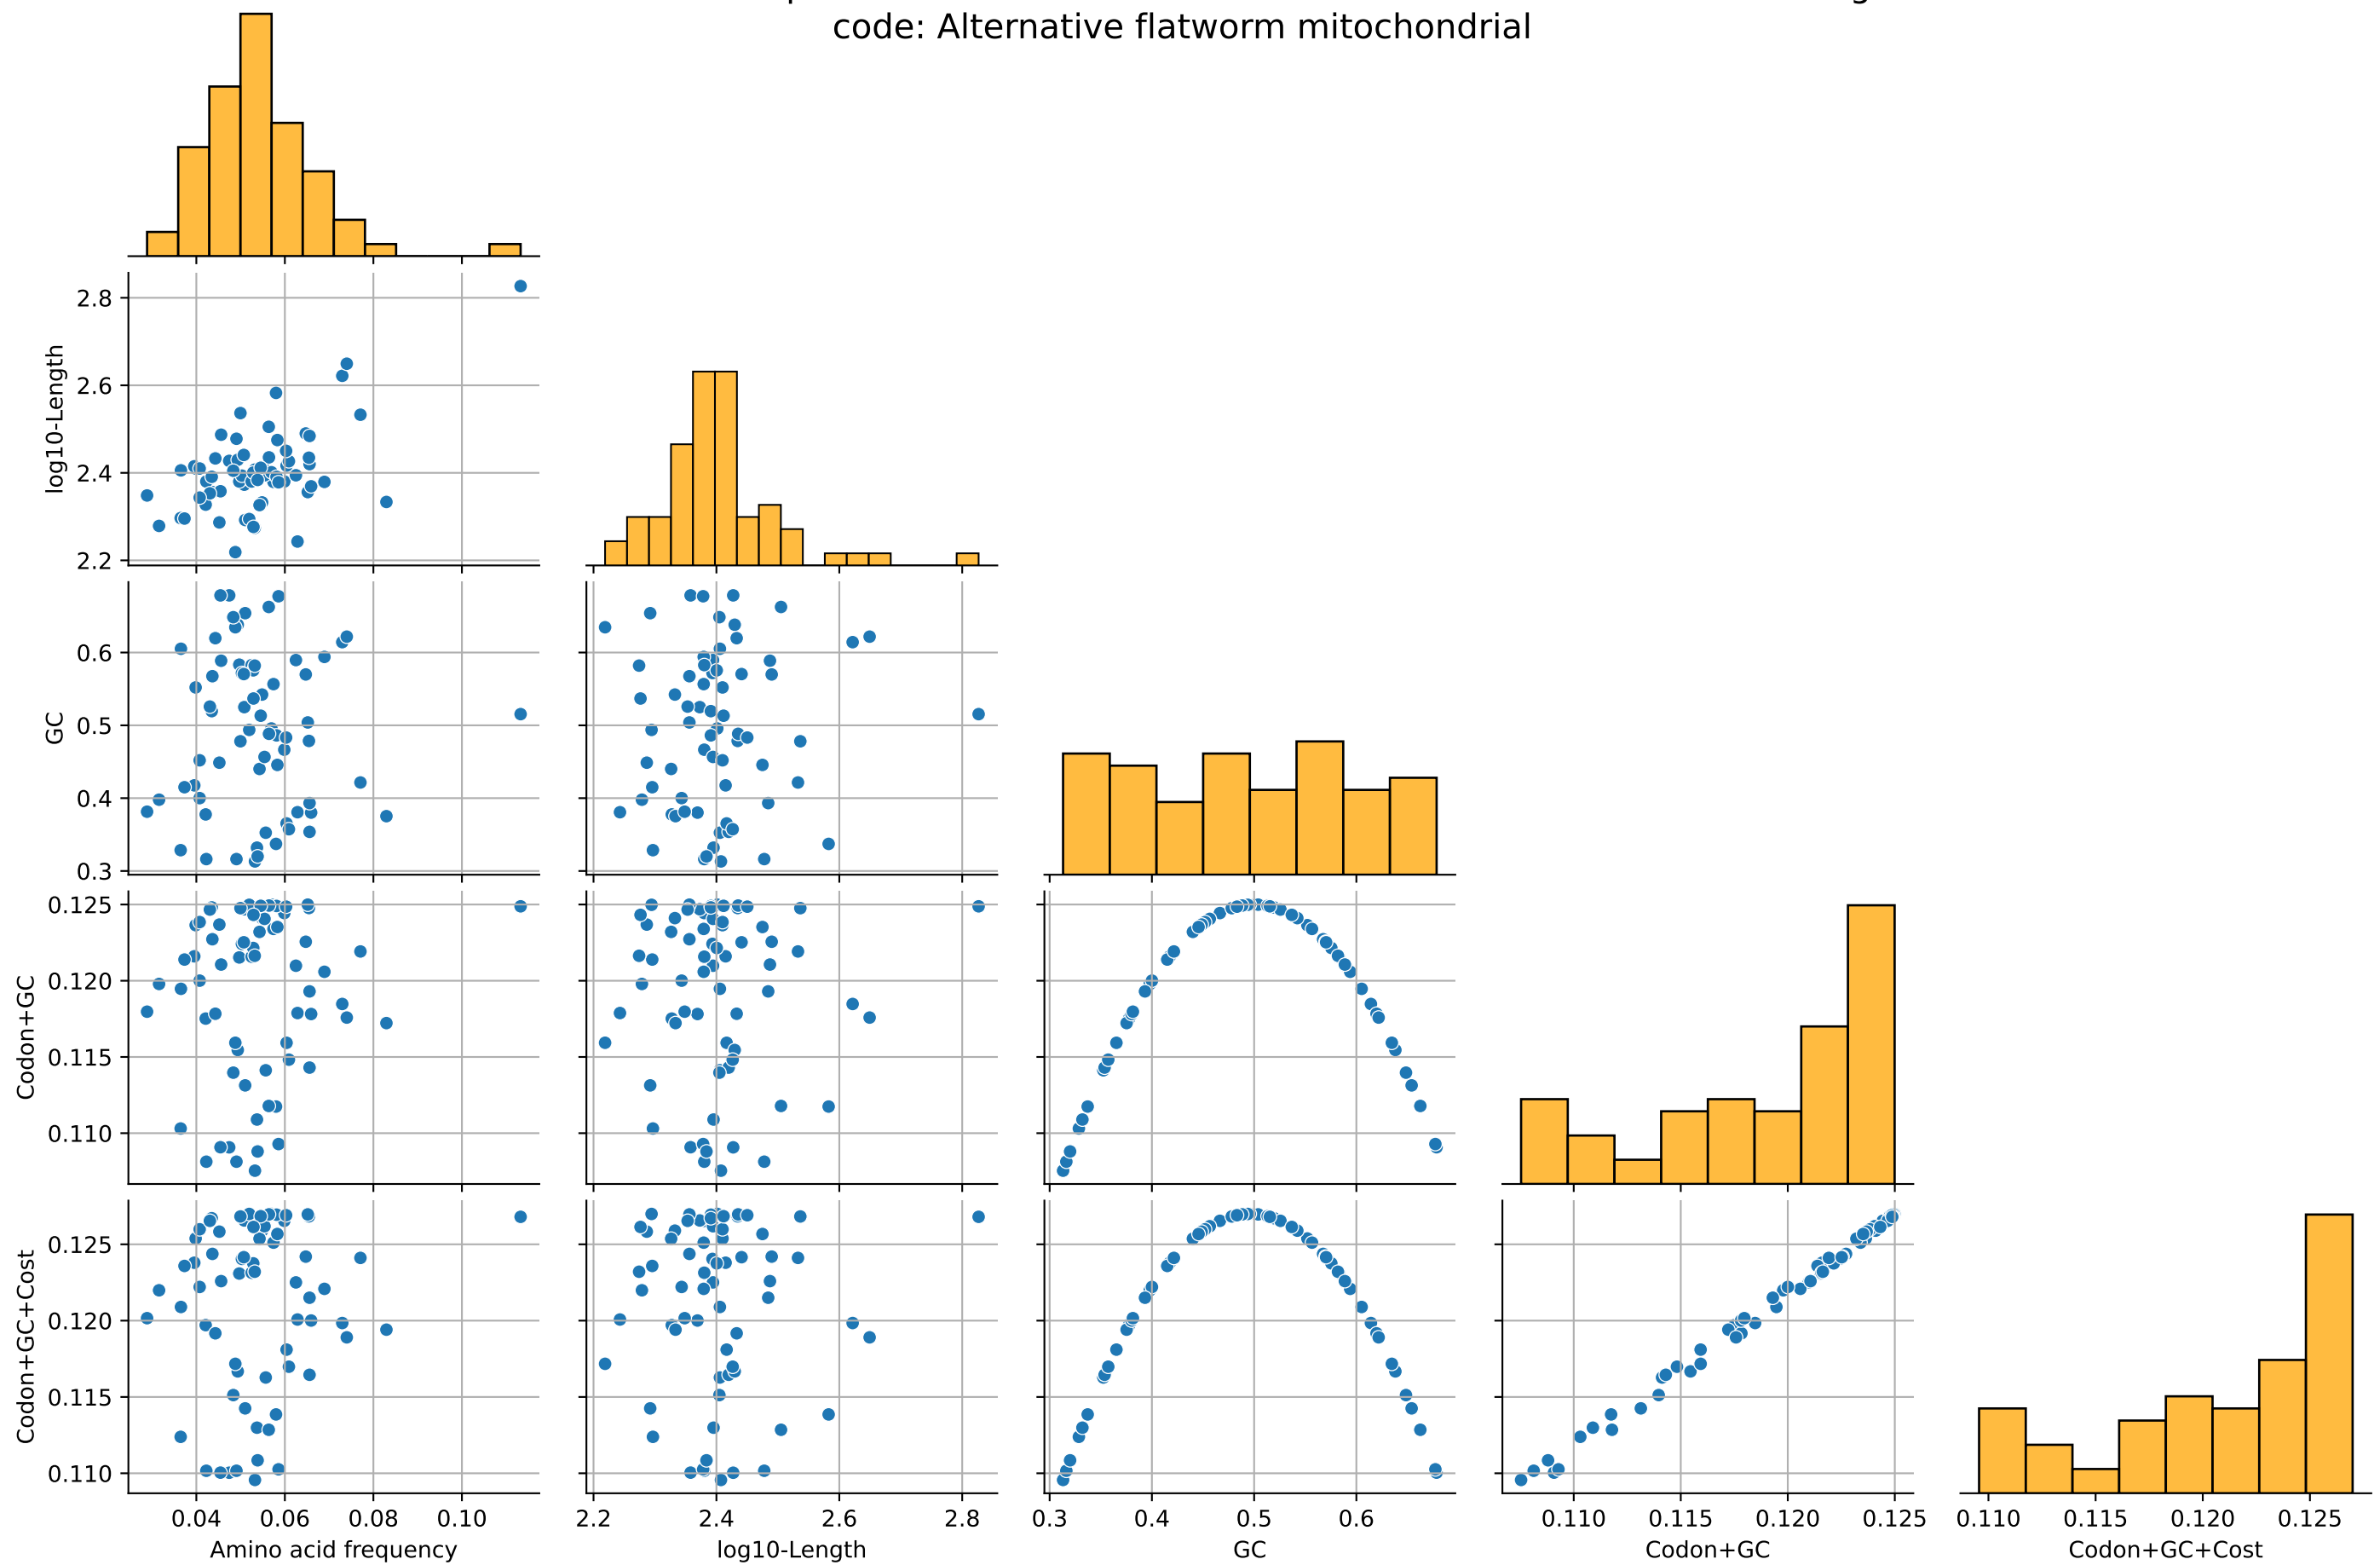 code: Alternative flatworm mitochondrial
2.8
2.6
2.4
2.2
log10-Length
0.6
0.5
0.4
0.3
GC
0.125
0.120
0.115
0.110
Codon+GC
0.125
0.120
0.115
0.110
Codon+GC+Cost
0.04 0.06 0.08 0.10 2.2 2.4 2.6 2.8 0.3 0.4 0.5 0.6 0.110 0.115 0.120 0.125 0.110 0.115 0.120 0.125
Amino acid frequency log10-Length GC Codon+GC Codon+GC+Cost